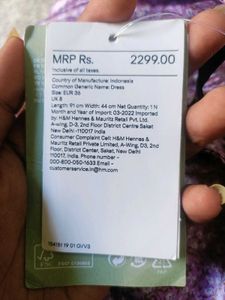 MRP Rs. 2299.00
Inclusive of all taxes.
Country of Manufacture: Indonesia
Common Generic Name: Dress
Size: EUR 36
UK 8
Length: 91 cm Width: 44 cm Net Quantity: 1 N
Month and Year of Import: 03-2022 Imported
by: H&M Hennes & Mauritz Retail Pvt. Ltd.
A-wing, D-3, 2nd Floor District Centre Saket
New Delhi -110017 India
Consumer Complaint Cell: H&M Hennes &
Mauritz Retail Private Limited, A-Wing, D3, 2nd
Floor District Centre, Saket, New Delhi
-110017, India. Phone number -
000-800-050-1633 Email -
customerservice.in@hm.com
FSC